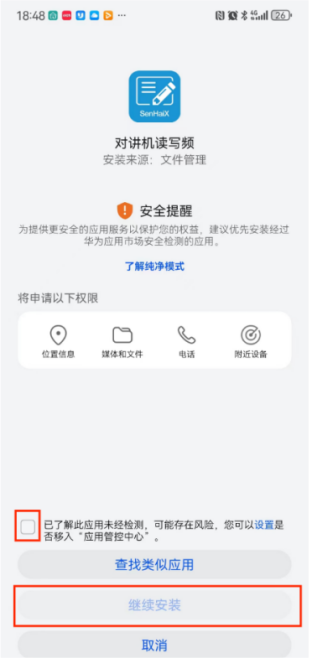 18:48 ··· 26
SenHaiX
对讲机读写频
安装来源：文件管理
安全提醒
为提供更安全的应用服务以保护您的权益，建议优先安装经过
华为应用市场安全检测的应用。
了解纯净模式
将申请以下权限
位置信息 媒体和文件 电话 附近设备
已了解此应用未经检测，可能存在风险，您可以设置是
否移入“应用管控中心”。
查找类似应用
继续安装
取消